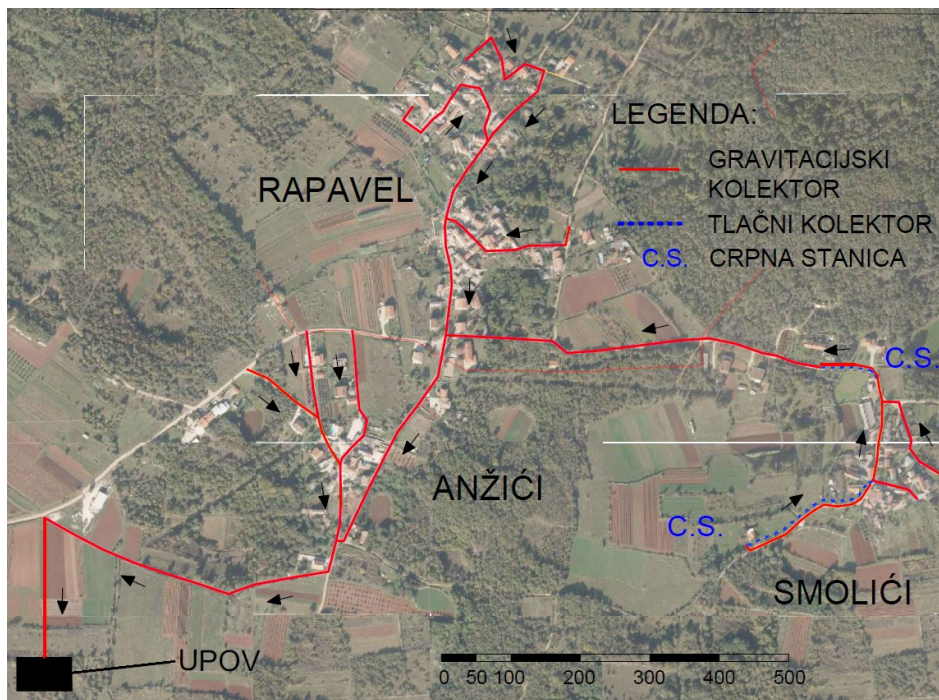 LEGENDA:
GRAVITACIJSKI
KOLEKTOR
TLAČNI KOLEKTOR
C.S. CRPNA STANICA
RAPAVEL
C.S.
ANŽIĆI
C.S.
SMOLIĆI
UPOV
0 50 100 200 300 400 500